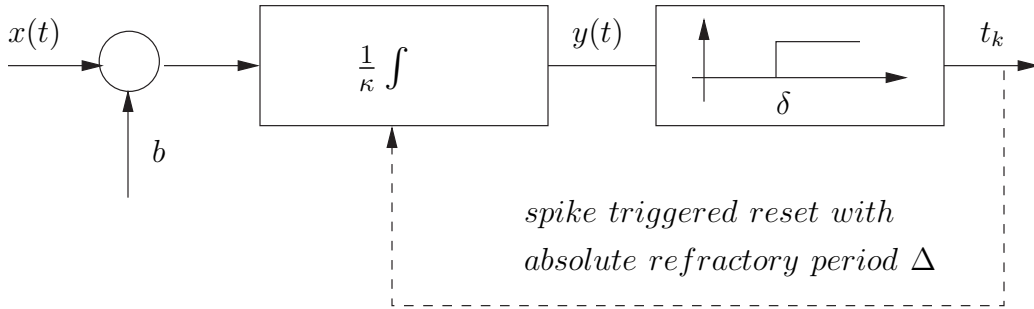 x(t)
b
1/κ ∫
y(t)
δ
t_k
spike triggered reset with
absolute refractory period Δ